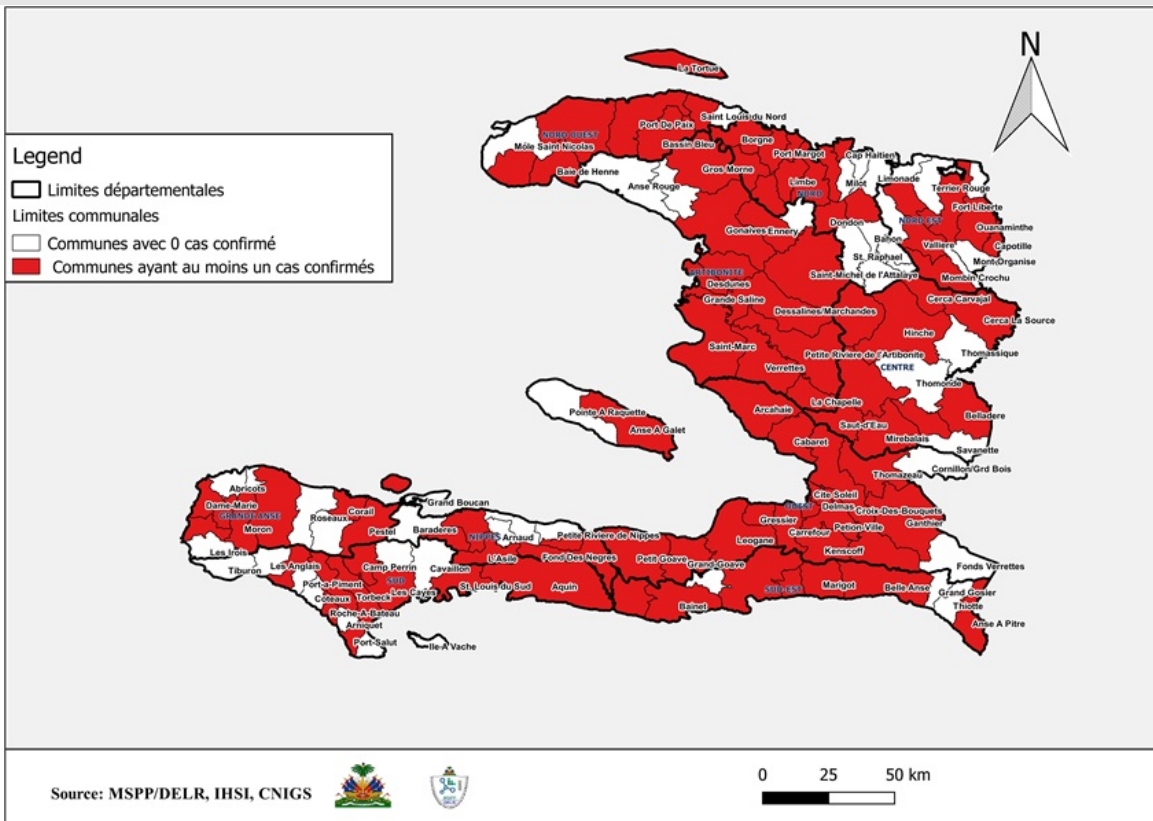 N
Legend
Limites départementales
Limites communales
Communes avec 0 cas confirmé
Communes ayant au moins un cas confirmés
La Tortue
Saint Louis du Nord
Port De Paix
NORD OUEST
Môle Saint Nicolas
Bassin Bleu
Borgne
Port Margot
Cap Haitien
Baie de Henne
Anse Rouge
Gros Morne
Limbe
NORD
Milot
Limonade
Terrier Rouge
Fort Liberte
Ouanaminthe
NORD EST
Capotille
Gonaives
Ennery
Dondon
Bahon
Valliere
Mont-Organise
St. Raphael
Saint-Michel de l'Attalaye
Mombin Crochu
ARTIBONITE
Desdunes
Grande Saline
Dessalines/Marchandes
Cerca Carvajal
Cerca La Source
Hinche
Saint-Marc
Petite Riviere de l'Artibonite
Thomassique
Verrettes
CENTRE
Thomonde
La Chapelle
Belladere
Pointe A Raquette
Anse A Galet
Arcahaie
Saut-d'Eau
Mirebalais
Cabaret
Savanette
Cornillon/Grd Bois
Thomazeau
Abricots
Dame-Marie
GRANDE ANSE
Moron
Roseaux
Corail
Pestel
Grand Boucan
Baraderes
NIPPES
Arnaud
Petite Riviere de Nippes
Cite Soleil
OUEST
Delmas
Croix-Des-Bouquets
Gressier
Carrefour
Petion-Ville
Ganthier
Leogane
Kenscoff
Les Irois
Tiburon
Les Anglais
Camp Perrin
Cavaillon
L'Asile
Fond Des Negres
Petit Goave
Grand-Goave
Fonds Verrettes
Port-a-Piment
SUD
Les Cayes
St. Louis du Sud
Aquin
Coteaux
Torbeck
Roche-A-Bateau
Arniquet
Port-Salut
Ile-A Vache
Bainet
SUD-EST
Marigot
Belle Anse
Grand Gosier
Thiotte
Anse A Pitre
Source: MSPP/DELR, IHSI, CNIGS
MSPP
DELR
0 25 50 km